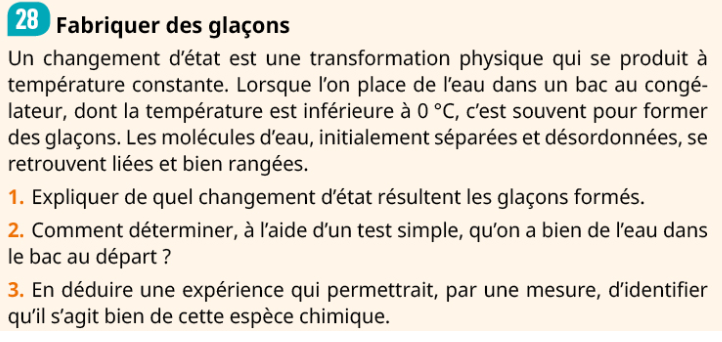 28 Fabriquer des glaçons
Un changement d’état est une transformation physique qui se produit à
température constante. Lorsque l’on place de l’eau dans un bac au congé-
lateur, dont la température est inférieure à 0 °C, c’est souvent pour former
des glaçons. Les molécules d’eau, initialement séparées et désordonnées, se
retrouvent liées et bien rangées.
1. Expliquer de quel changement d’état résultent les glaçons formés.
2. Comment déterminer, à l’aide d’un test simple, qu’on a bien de l’eau dans
le bac au départ ?
3. En déduire une expérience qui permettrait, par une mesure, d’identifier
qu’il s’agit bien de cette espèce chimique.